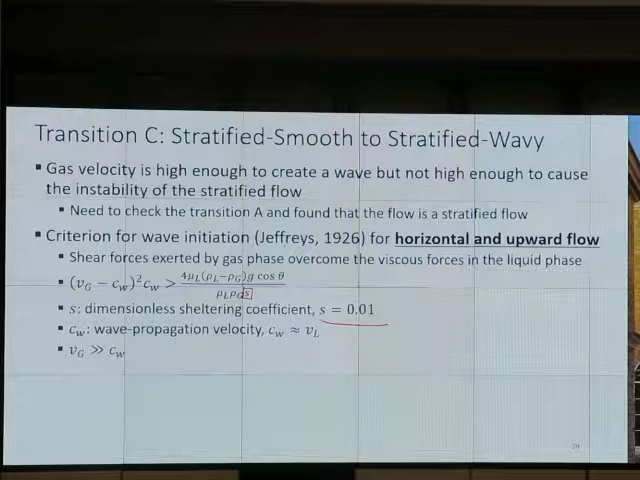 Transition C: Stratified-Smooth to Stratified-Wavy
▪ Gas velocity is high enough to create a wave but not high enough to cause
the instability of the stratified flow
▪ Need to check the transition A and found that the flow is a stratified flow
▪ Criterion for wave initiation (Jeffreys, 1926) for horizontal and upward flow
▪ Shear forces exerted by gas phase overcome the viscous forces in the liquid phase
▪ (v_G − c_w)²c_w > 4μ_L(ρ_L−ρ_G)g cos θ / ρ_Lρ_G s
▪ s: dimensionless sheltering coefficient, s = 0.01
▪ c_w: wave-propagation velocity, c_w ≈ v_L
▪ v_G ≫ c_w
29